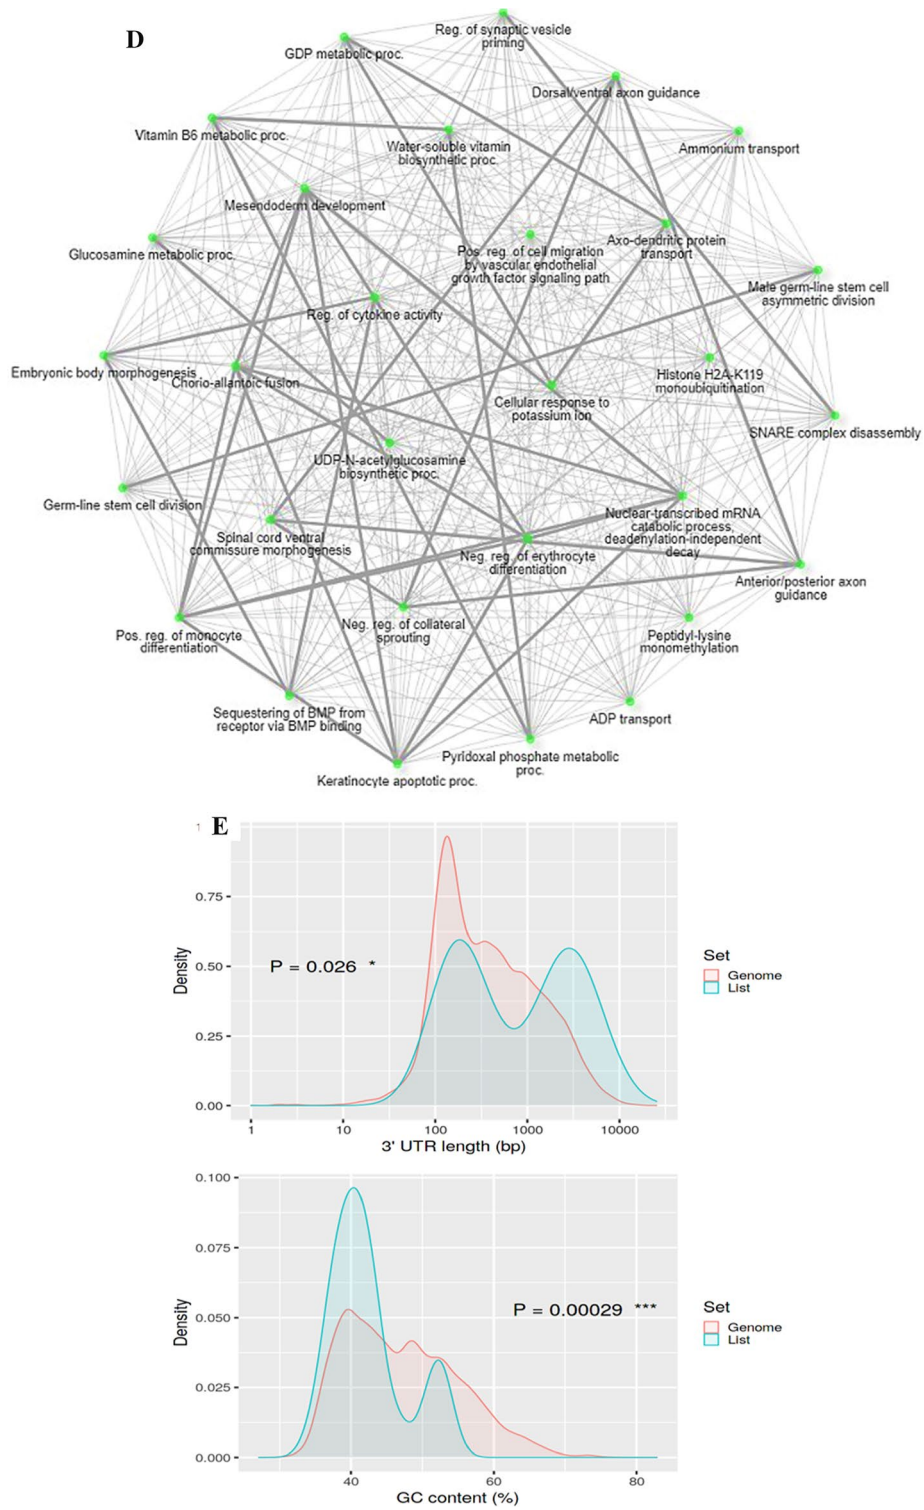 D
Reg. of synaptic vesicle
priming
GDP metabolic proc.
Dorsal/ventral axon guidance
Vitamin B6 metabolic proc.
Water-soluble vitamin
biosynthetic proc.
Ammonium transport
Mesendoderm development
Glucosamine metabolic proc.
Pos. reg. of cell migration
by vascular endothelial
growth factor signaling path
Axo-dendritic protein
transport
Male germ-line stem cell
asymmetric division
Reg. of cytokine activity
Embryonic body morphogenesis
Chorio-allantoic fusion
Cellular response to
potassium ion
Histone H2A-K119
monoubiquitination
SNARE complex disassembly
UDP-N-acetylglucosamine
biosynthetic proc.
Germ-line stem cell division
Spinal cord ventral
commissure morphogenesis
Neg. reg. of erythrocyte
differentiation
Nuclear-transcribed mRNA
catabolic process,
deadenylation-independent
decay
Anterior/posterior axon
guidance
Pos. reg. of monocyte
differentiation
Neg. reg. of collateral
sprouting
Peptidyl-lysine
monomethylation
Sequestering of BMP from
receptor via BMP binding
ADP transport
Keratinocyte apoptotic proc.
Pyridoxal phosphate metabolic
proc.
E
1
0.75
0.50
0.25
0.00
Density
P = 0.026 *
1 10 100 1000 10000
3' UTR length (bp)
Set
Genome
List
0.100
0.075
0.050
0.025
0.000
Density
P = 0.00029 ***
40 60 80
GC content (%)
Set
Genome
List